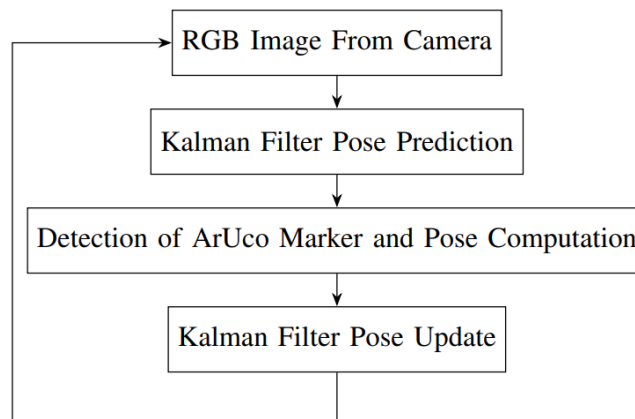 RGB Image From Camera
Kalman Filter Pose Prediction
Detection of ArUco Marker and Pose Computation
Kalman Filter Pose Update